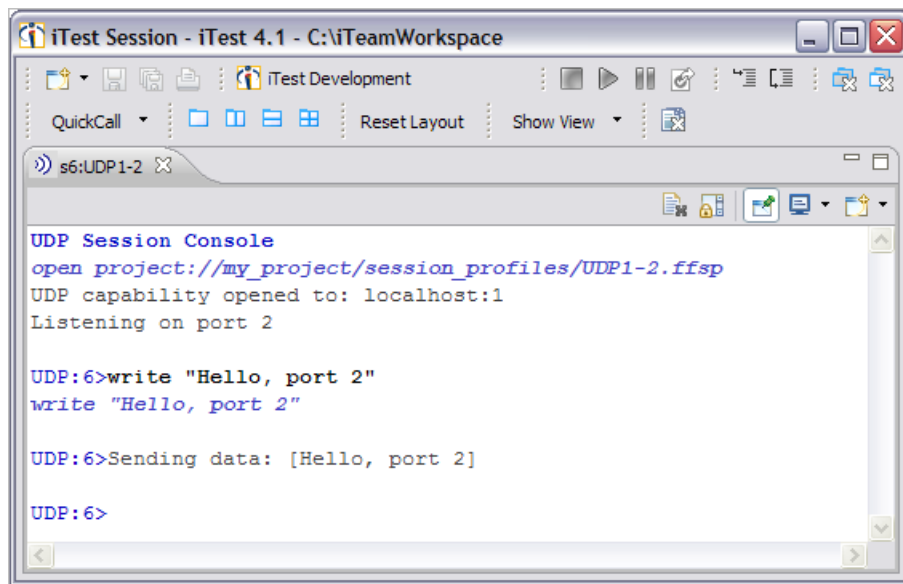 iTest Session - iTest 4.1 - C:\iTeamWorkspace
iTest Development
QuickCall Reset Layout Show View
s6:UDP1-2
UDP Session Console
open project://my_project/session_profiles/UDP1-2.ffsp
UDP capability opened to: localhost:1
Listening on port 2
UDP:6>write "Hello, port 2"
write "Hello, port 2"
UDP:6>Sending data: [Hello, port 2]
UDP:6>